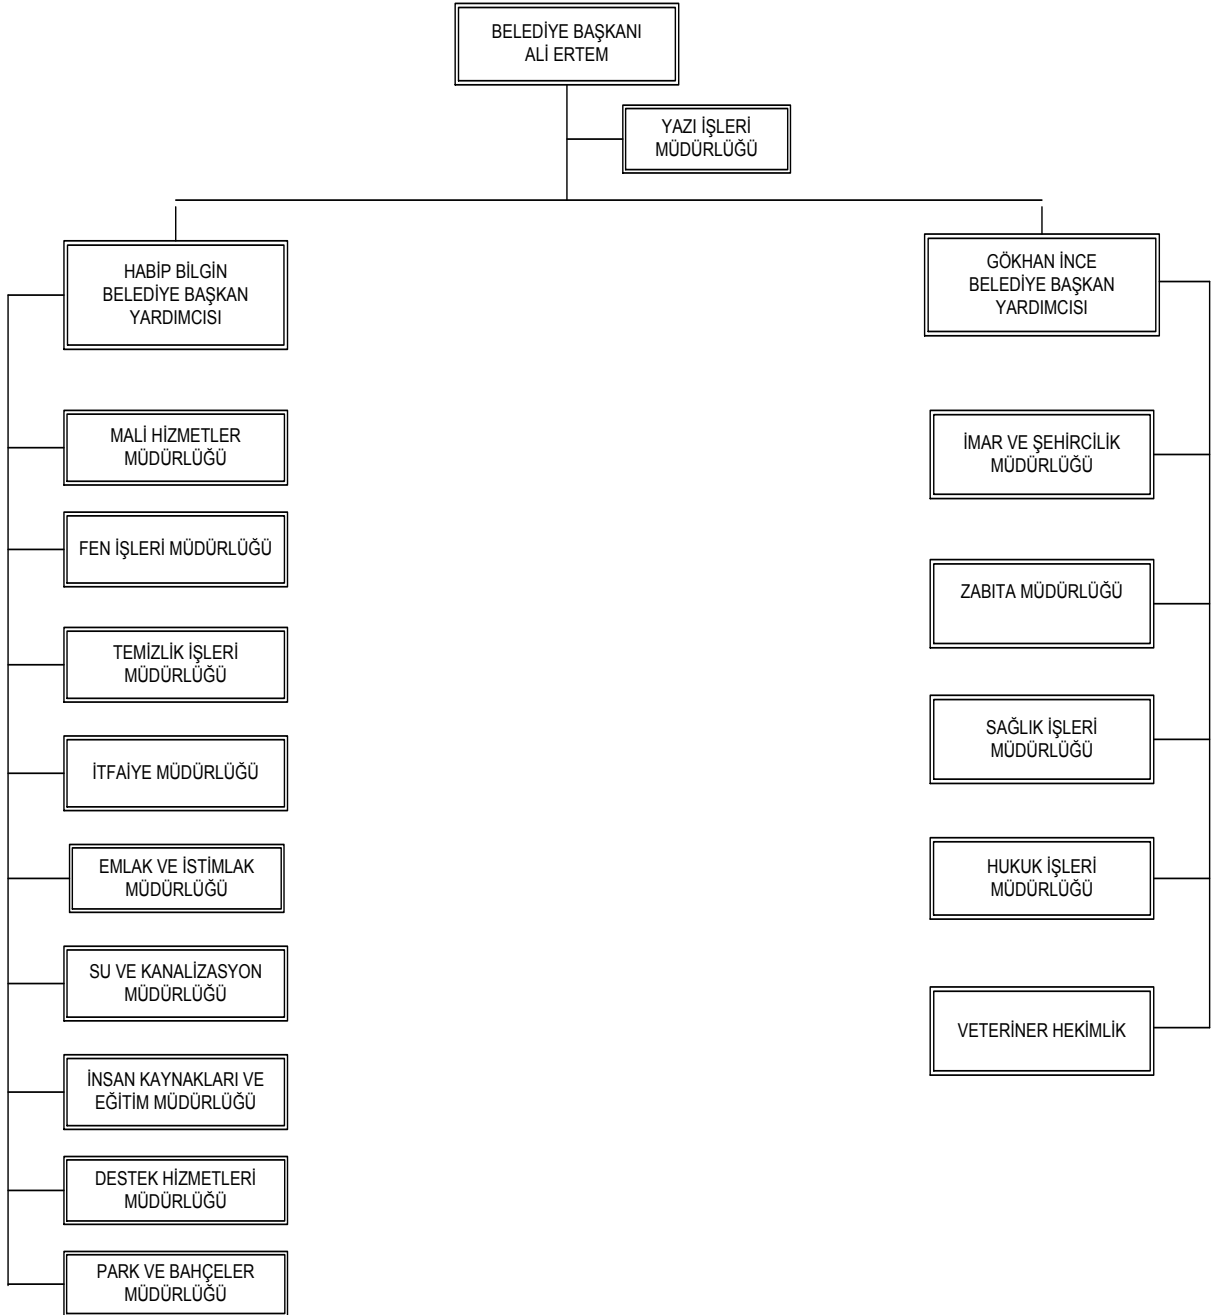 BELEDİYE BAŞKANI
ALİ ERTEM
YAZI İŞLERİ
MÜDÜRLÜĞÜ
HABİP BİLGİN
BELEDİYE BAŞKAN
YARDIMCISI
GÖKHAN İNCE
BELEDİYE BAŞKAN
YARDIMCISI
MALİ HİZMETLER
MÜDÜRLÜĞÜ
FEN İŞLERİ MÜDÜRLÜĞÜ
TEMİZLİK İŞLERİ
MÜDÜRLÜĞÜ
İTFAİYE MÜDÜRLÜĞÜ
EMLAK VE İSTİMLAK
MÜDÜRLÜĞÜ
SU VE KANALİZASYON
MÜDÜRLÜĞÜ
İNSAN KAYNAKLARI VE
EĞİTİM MÜDÜRLÜĞÜ
DESTEK HİZMETLERİ
MÜDÜRLÜĞÜ
PARK VE BAHÇELER
MÜDÜRLÜĞÜ
İMAR VE ŞEHİRCİLİK
MÜDÜRLÜĞÜ
ZABITA MÜDÜRLÜĞÜ
SAĞLIK İŞLERİ
MÜDÜRLÜĞÜ
HUKUK İŞLERİ
MÜDÜRLÜĞÜ
VETERİNER HEKİMLİK